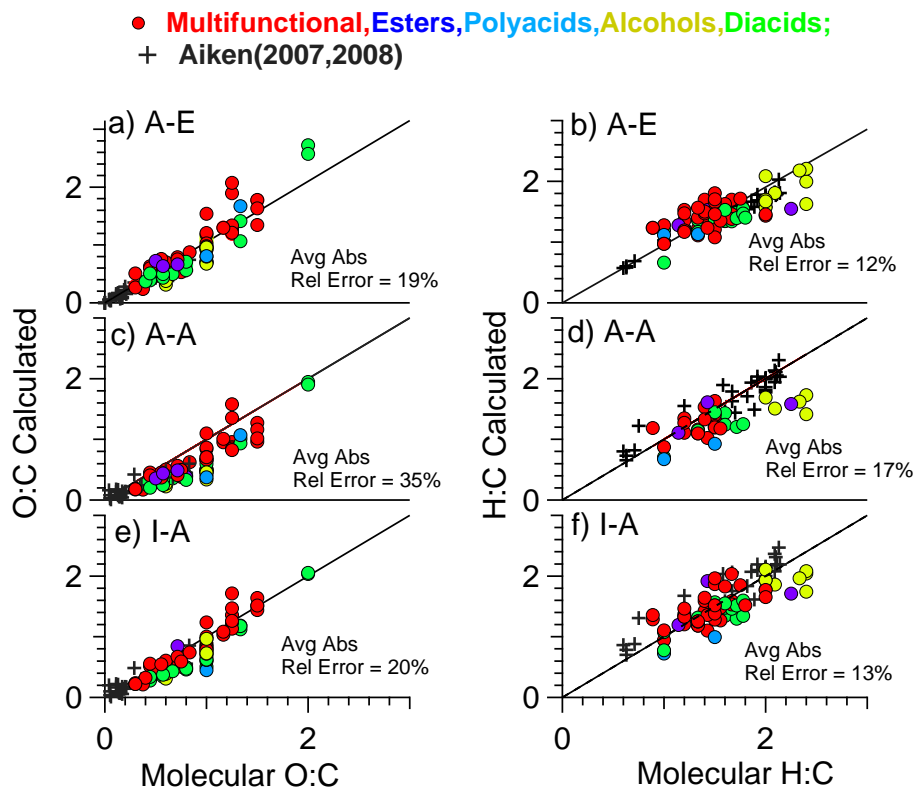 Multifunctional,Esters,Polyacids,Alcohols,Diacids;
+ Aiken(2007,2008)
a) A-E
2
0
Avg Abs
Rel Error = 19%
b) A-E
2
0
Avg Abs
Rel Error = 12%
c) A-A
2
0
Avg Abs
Rel Error = 35%
d) A-A
2
0
Avg Abs
Rel Error = 17%
e) I-A
2
0
Avg Abs
Rel Error = 20%
f) I-A
2
0
Avg Abs
Rel Error = 13%
O:C Calculated
H:C Calculated
0 2
0 2
Molecular O:C
Molecular H:C